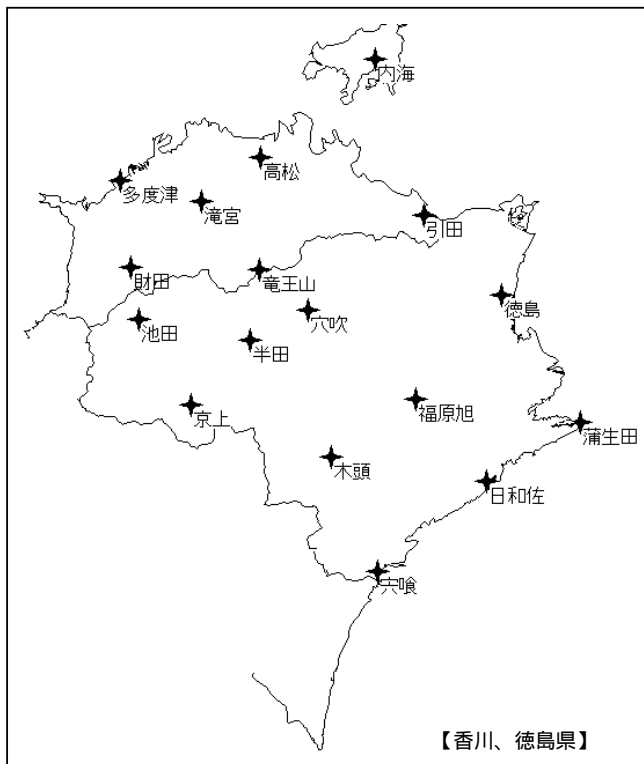 内海
高松
多度津
滝宮
引田
財田
竜王山
徳島
池田
穴吹
半田
京上
福原旭
蒲生田
木頭
日和佐
宍喰
【香川、徳島県】